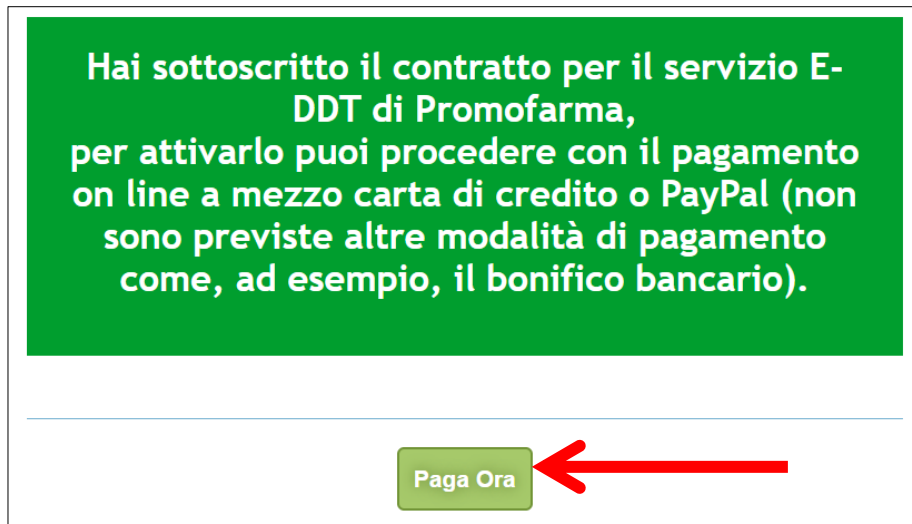 Hai sottoscritto il contratto per il servizio E-
DDT di Promofarma,
per attivarlo puoi procedere con il pagamento
on line a mezzo carta di credito o PayPal (non
sono previste altre modalità di pagamento
come, ad esempio, il bonifico bancario).
Paga Ora